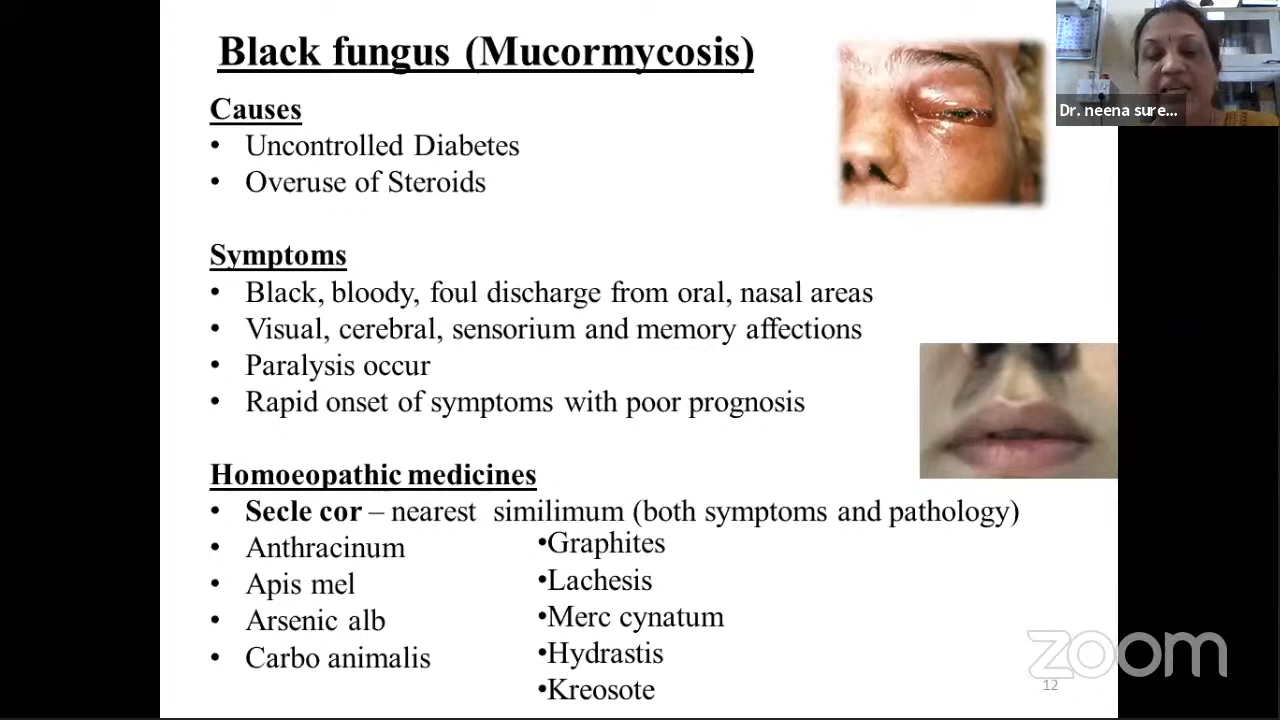 Black fungus (Mucormycosis)
Dr. neena sure...
Causes
• Uncontrolled Diabetes
• Overuse of Steroids
Symptoms
• Black, bloody, foul discharge from oral, nasal areas
• Visual, cerebral, sensorium and memory affections
• Paralysis occur
• Rapid onset of symptoms with poor prognosis
Homoeopathic medicines
• Secle cor – nearest similimum (both symptoms and pathology)
• Anthracinum
• Apis mel
• Arsenic alb
• Carbo animalis
•Graphites
•Lachesis
•Merc cynatum
•Hydrastis
•Kreosote
zoom
12